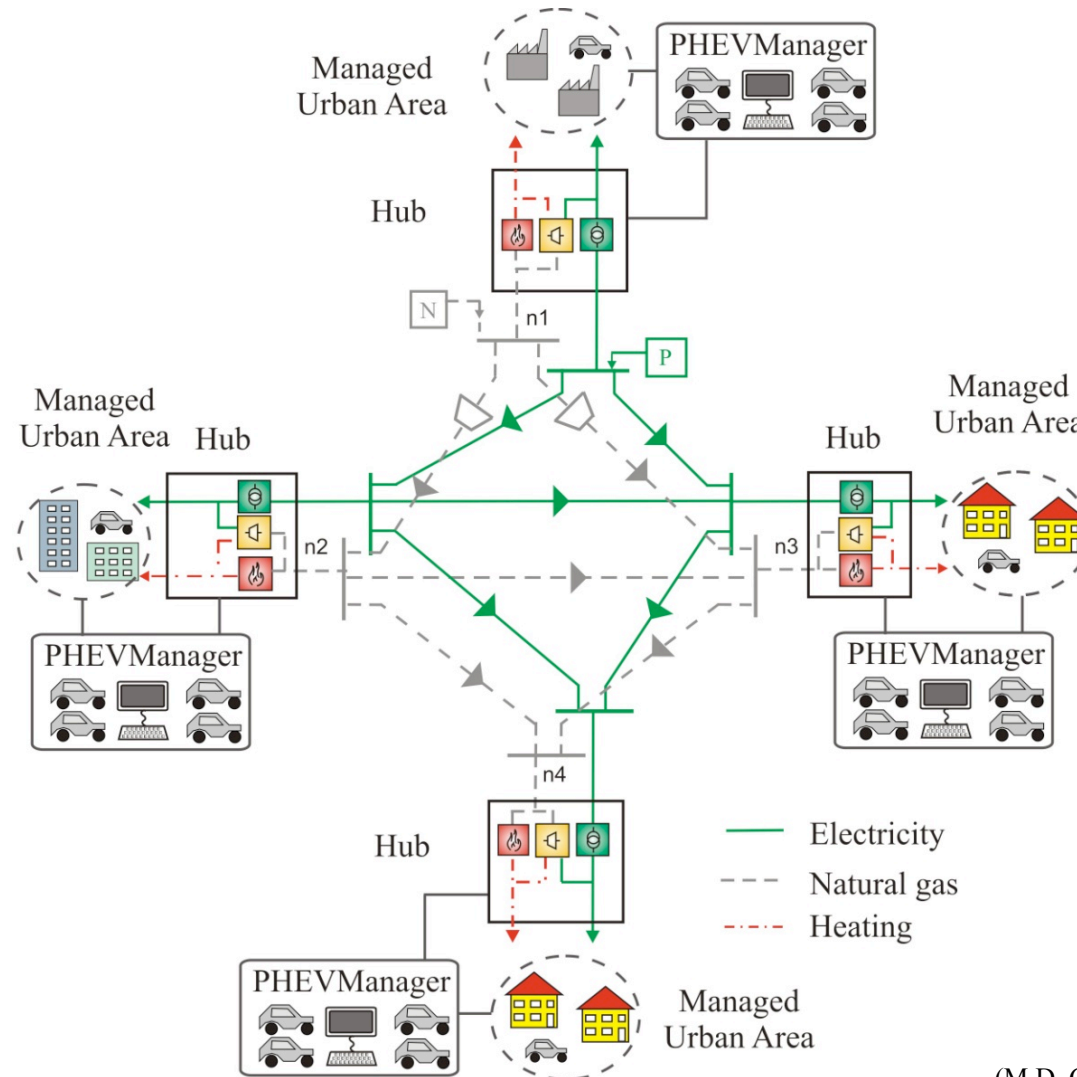 PHEVManager
Managed
Urban Area
Hub
N
n1
P
Managed
Urban Area
Hub
Hub
Managed
Urban Area
n2
n3
PHEVManager
PHEVManager
n4
Hub
Electricity
Natural gas
Heating
PHEVManager
Managed
Urban Area